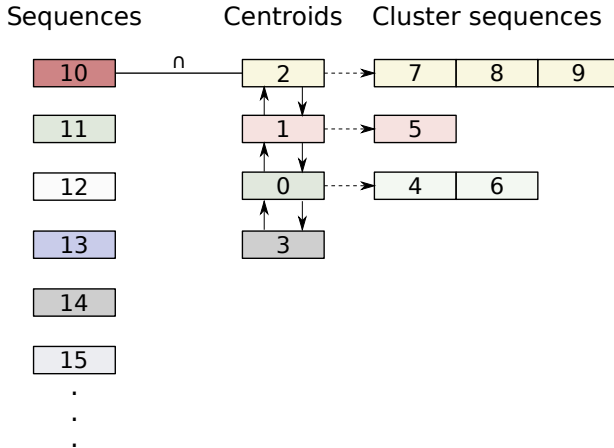 Sequences Centroids Cluster sequences
10 ∩ 2 7 8 9
11 1 5
12 0 4 6
13 3
14
15
.
.
.